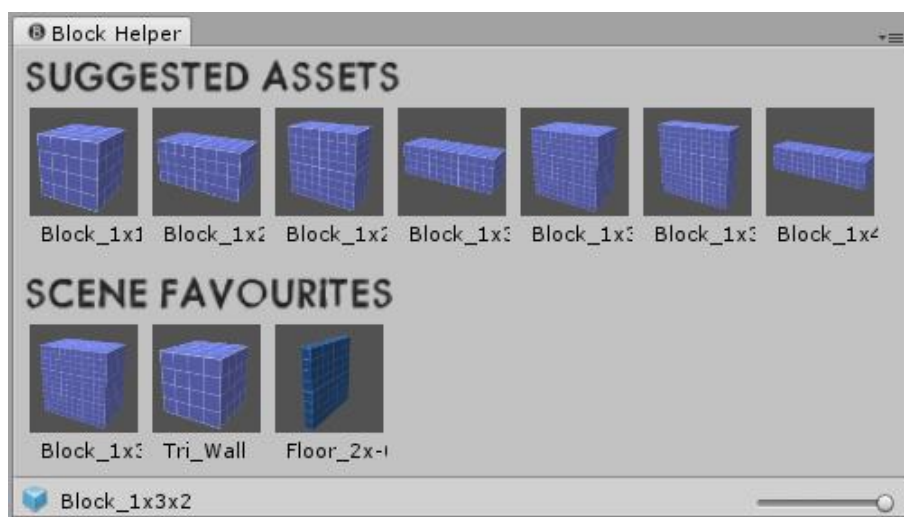 Block Helper
SUGGESTED ASSETS
Block_1x1 Block_1x2 Block_1x2 Block_1x3 Block_1x3 Block_1x3 Block_1x4
SCENE FAVOURITES
Block_1x3 Tri_Wall Floor_2x-
Block_1x3x2